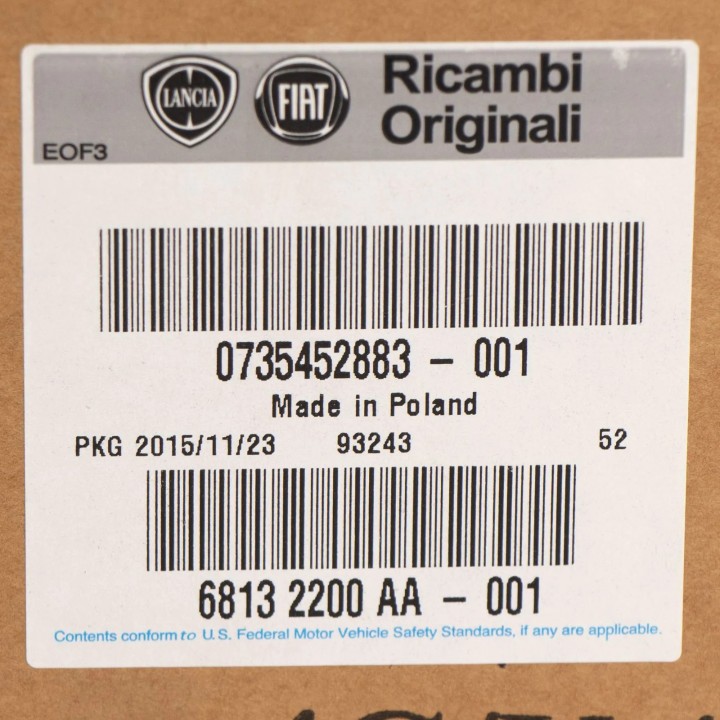 LANCIA FIAT Ricambi
Originali
EOF3
0735452883 - 001
Made in Poland
PKG 2015/11/23 93243 52
6813 2200 AA - 001
Contents conform to U.S. Federal Motor Vehicle Safety Standards, if any are applicable.